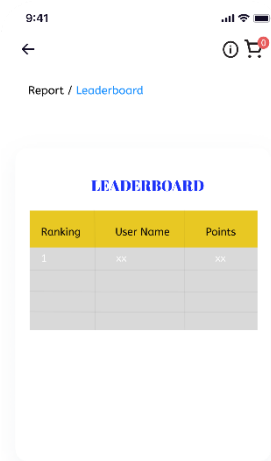 9:41
0
Report / Leaderboard
LEADERBOARD
Ranking User Name Points
1 xx xx